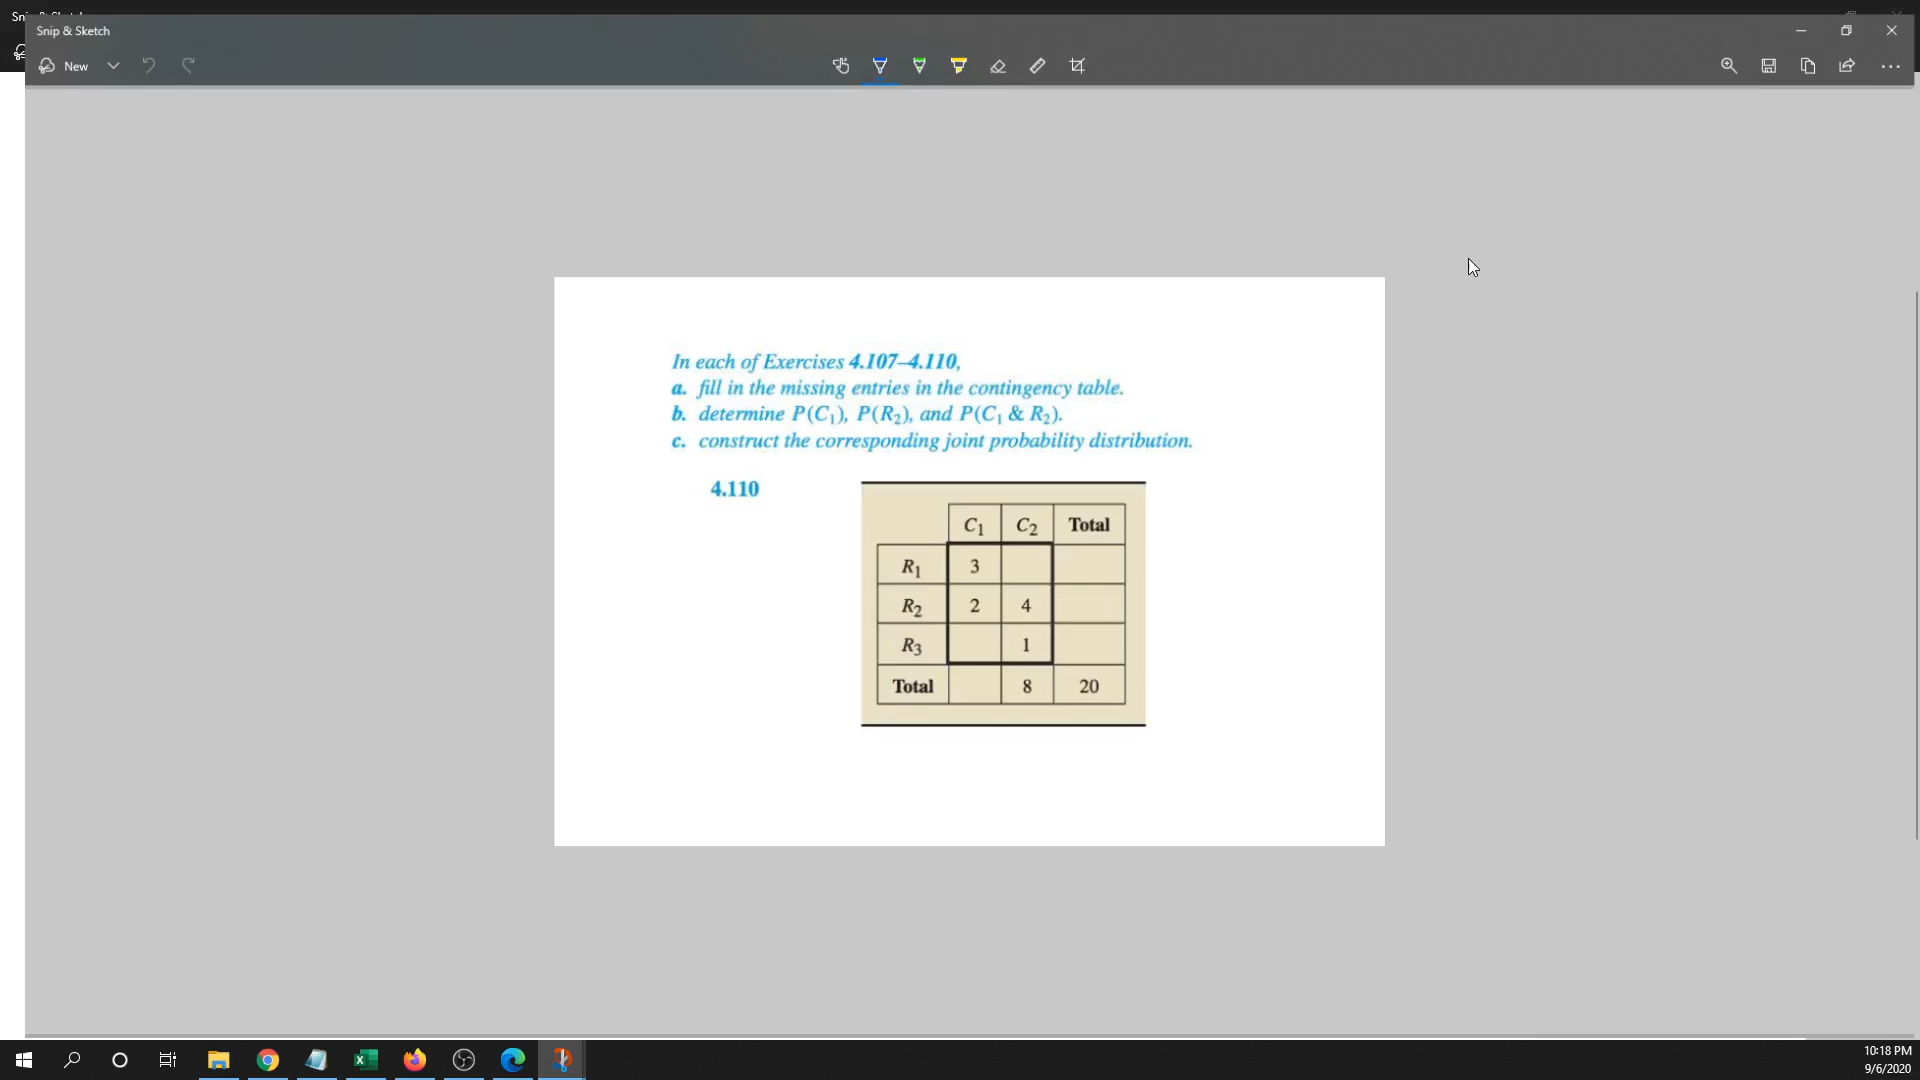 Snip & Sketch
New
In each of Exercises 4.107–4.110,
a. fill in the missing entries in the contingency table.
b. determine P(C₁), P(R₂), and P(C₁ & R₂).
c. construct the corresponding joint probability distribution.
4.110
C₁ C₂ Total
R₁ 3
R₂ 2 4
R₃ 1
Total 8 20
10:18 PM
9/6/2020